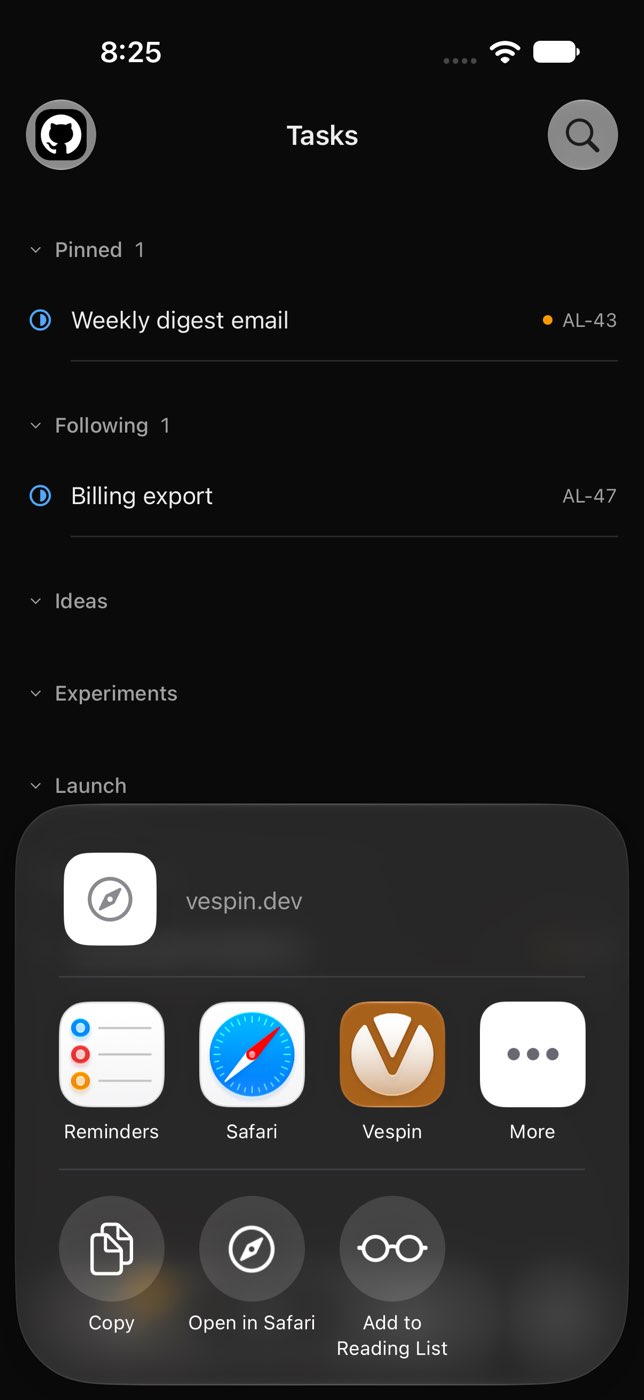 8:25
Tasks
Pinned 1
Weekly digest email
AL-43
Following 1
Billing export
AL-47
Ideas
Experiments
Launch
vespin.dev
Reminders
Safari
Vespin
More
Copy
Open in Safari
Add to
Reading List